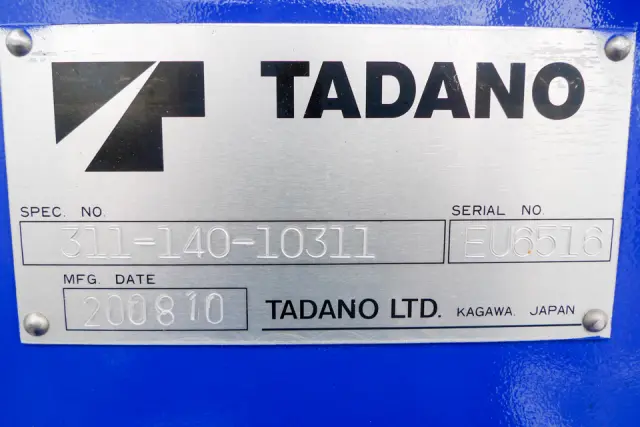 TADANO
SPEC. NO. SERIAL NO.
311-140-10311 EU6516
MFG. DATE
200810 TADANO LTD. KAGAWA. JAPAN